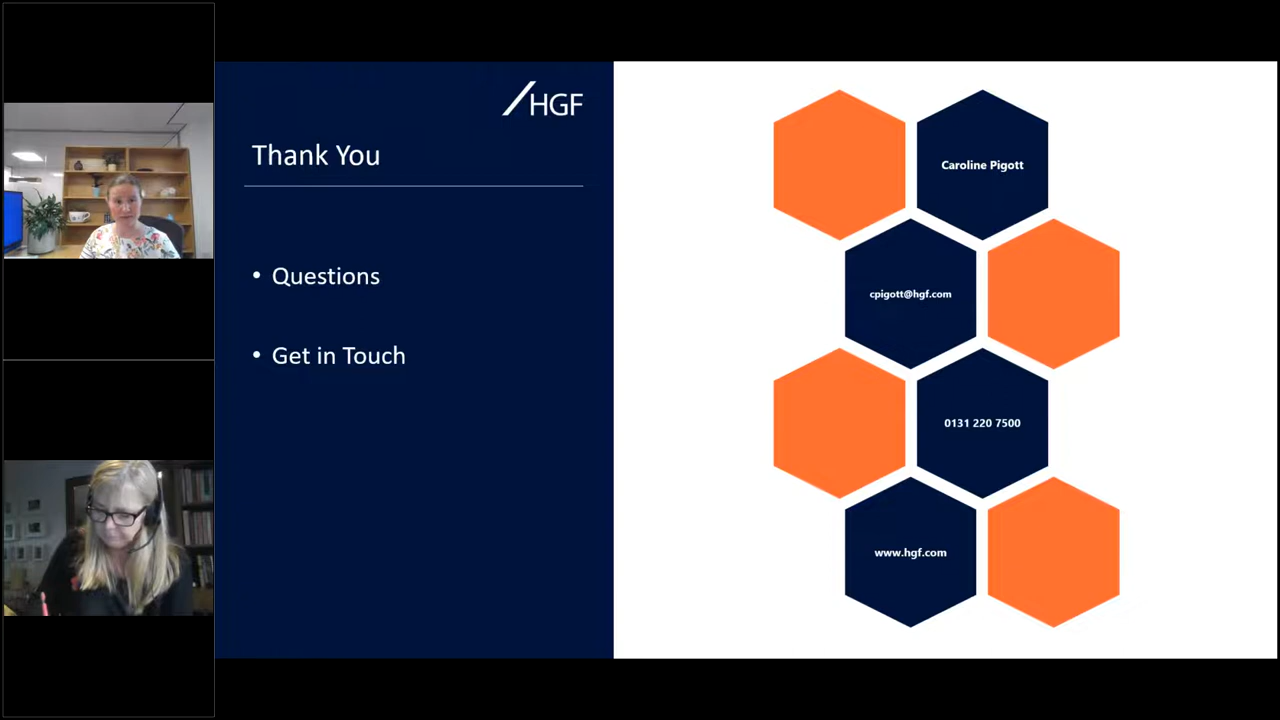 HGF
Thank You
• Questions
• Get in Touch
Caroline Pigott
cpigott@hgf.com
0131 220 7500
www.hgf.com